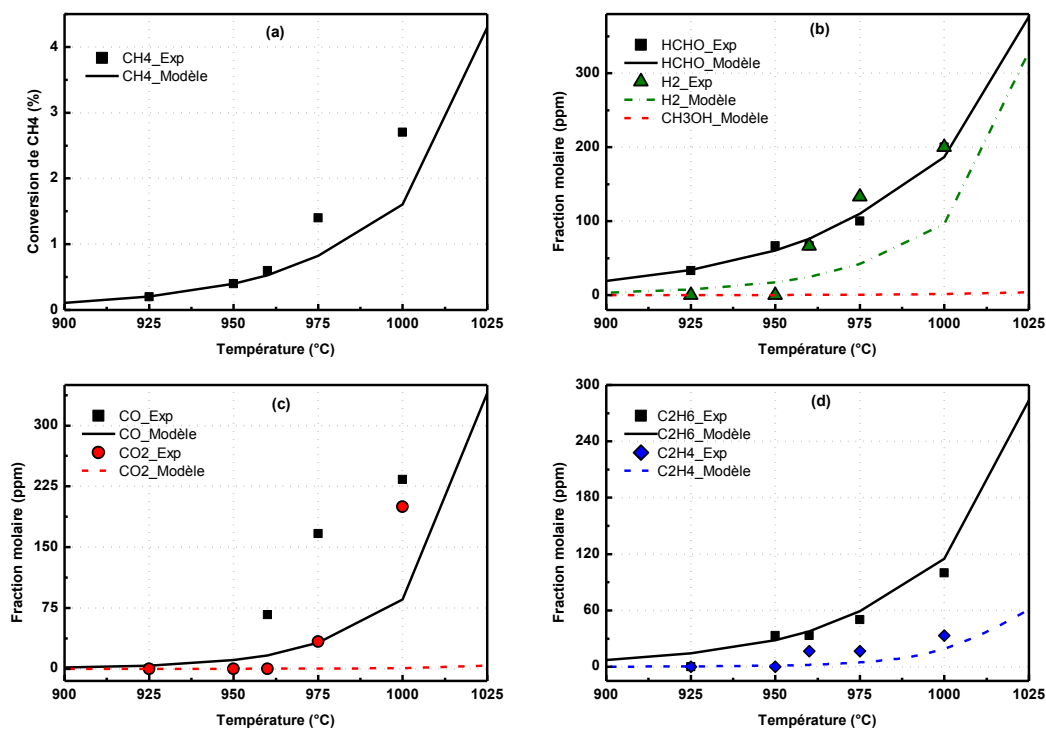 (a)
CH4_Exp
CH4_Modèle
Conversion de CH4 (%)
4
3
2
1
0
900 925 950 975 1000 1025
Température (°C)
(b)
HCHO_Exp
HCHO_Modèle
H2_Exp
H2_Modèle
CH3OH_Modèle
Fraction molaire (ppm)
300
200
100
0
900 925 950 975 1000 1025
Température (°C)
(c)
CO_Exp
CO_Modèle
CO2_Exp
CO2_Modèle
Fraction molaire (ppm)
300
225
150
75
0
900 925 950 975 1000 1025
Température (°C)
(d)
C2H6_Exp
C2H6_Modèle
C2H4_Exp
C2H4_Modèle
Fraction molaire (ppm)
300
240
180
120
60
0
900 925 950 975 1000 1025
Température (°C)